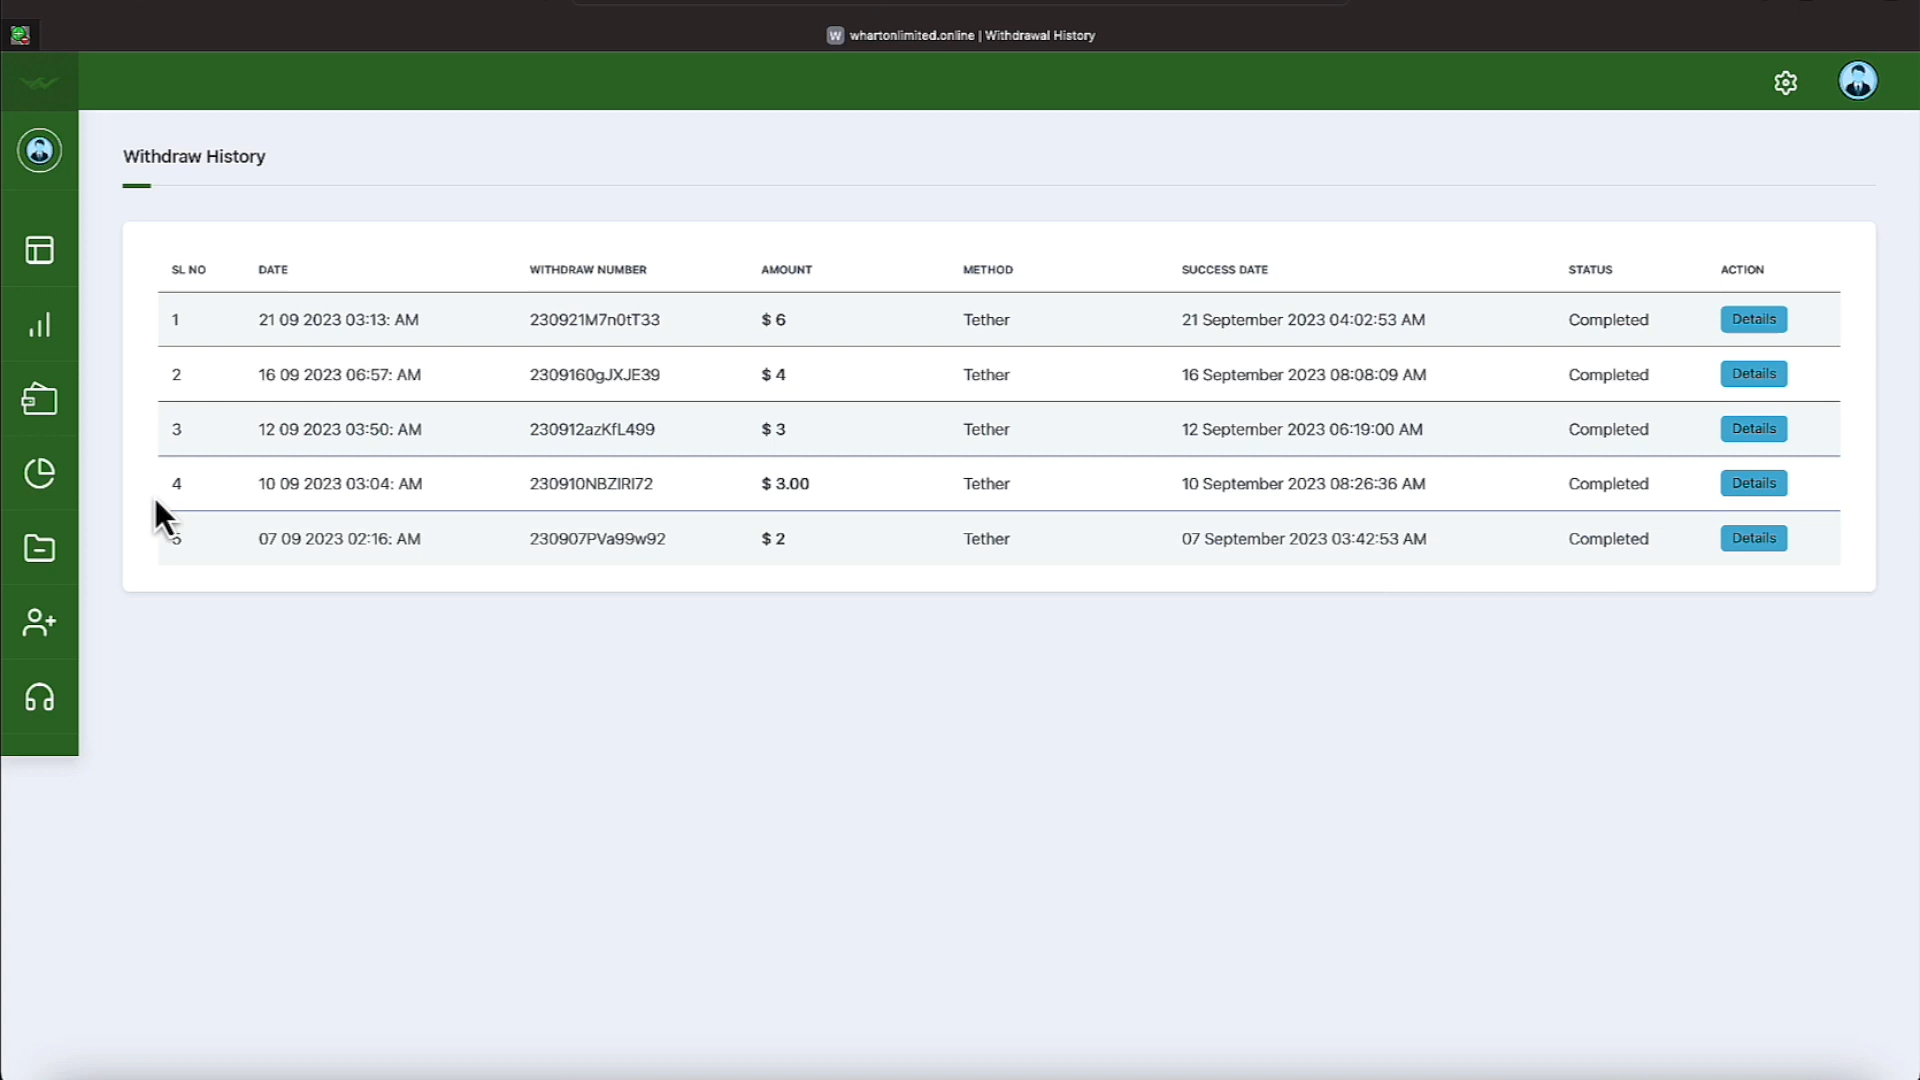 W whartonlimited.online | Withdrawal History
Withdraw History
SL NO DATE WITHDRAW NUMBER AMOUNT METHOD SUCCESS DATE STATUS ACTION
1 21 09 2023 03:13: AM 230921M7n0tT33 $ 6 Tether 21 September 2023 04:02:53 AM Completed Details
2 16 09 2023 06:57: AM 2309160gJXJE39 $ 4 Tether 16 September 2023 08:08:09 AM Completed Details
3 12 09 2023 03:50: AM 230912azKfL499 $ 3 Tether 12 September 2023 06:19:00 AM Completed Details
4 10 09 2023 03:04: AM 230910NBZIRI72 $ 3.00 Tether 10 September 2023 08:26:36 AM Completed Details
5 07 09 2023 02:16: AM 230907PVa99w92 $ 2 Tether 07 September 2023 03:42:53 AM Completed Details